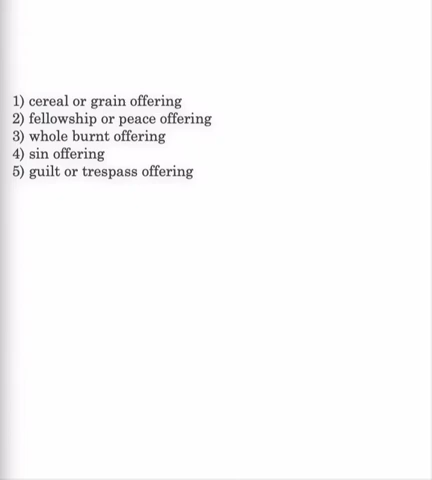 1) cereal or grain offering
2) fellowship or peace offering
3) whole burnt offering
4) sin offering
5) guilt or trespass offering